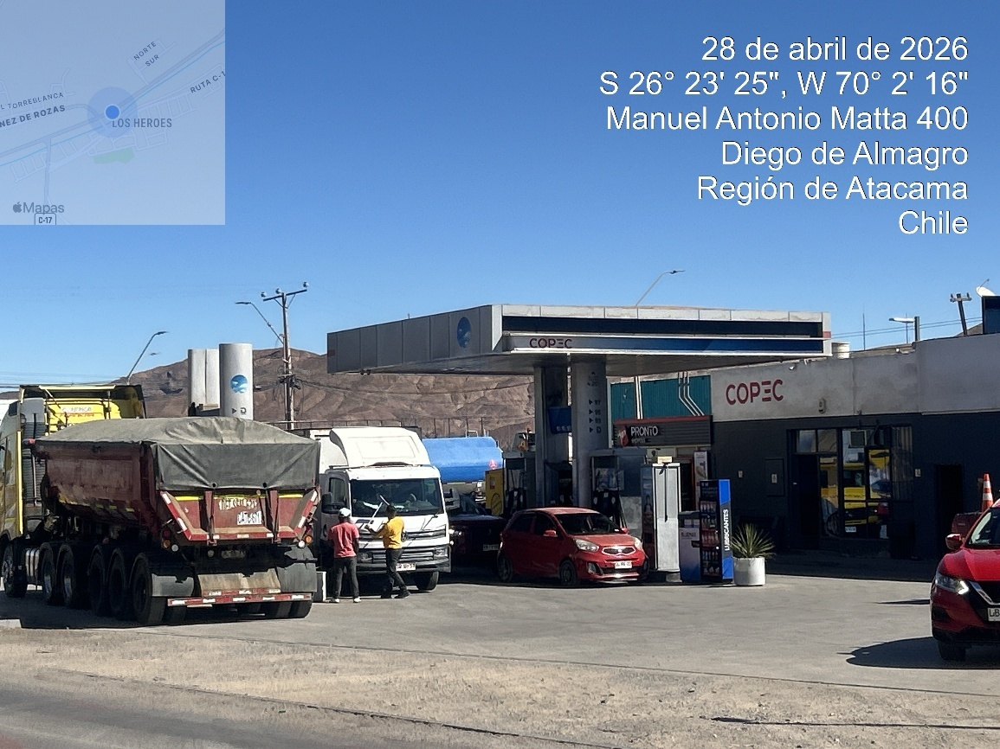 28 de abril de 2026
S 26° 23' 25", W 70° 2' 16"
Manuel Antonio Matta 400
Diego de Almagro
Región de Atacama
Chile
NORTE
SUR
RUTA C-1
L TORREBLANCA
NEZ DE ROZAS
LOS HEROES
Mapas
C-17
COPEC
COPEC
PRONTO
LUBRICANTES